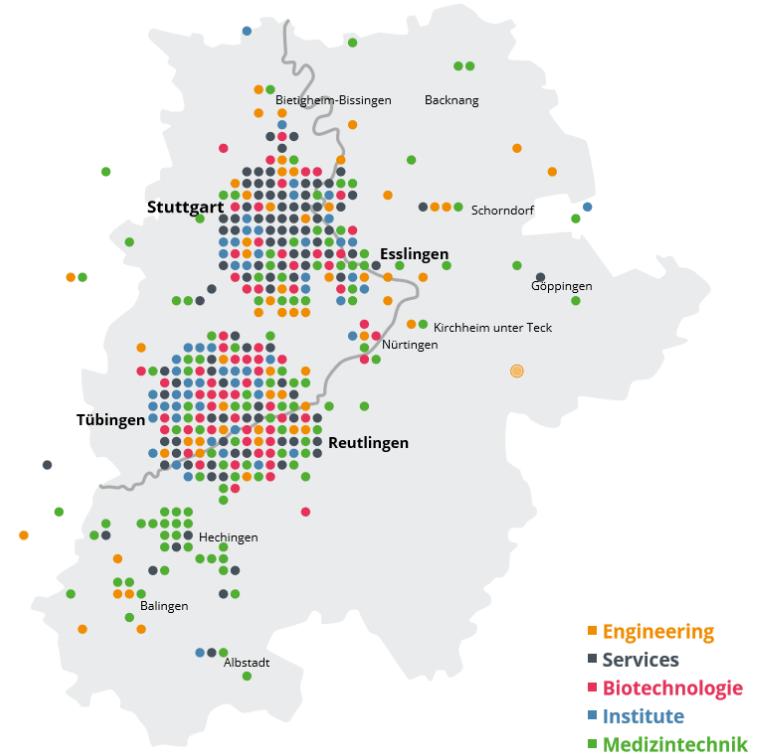 Bietigheim-Bissingen
Backnang
Stuttgart
Schorndorf
Esslingen
Göppingen
Kirchheim unter Teck
Nürtingen
Tübingen
Reutlingen
Hechingen
Balingen
Albstadt
Engineering
Services
Biotechnologie
Institute
Medizintechnik